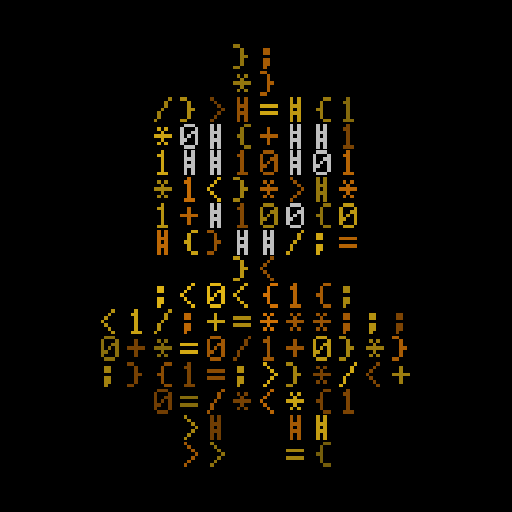 };
*}
/}>H=H{1
*0H{+HH1
1HH10H01
*1<}*>H*
1+H100{0
H{}HH/;=
}<
;<0<{1{;
<1/;+=***;;;
0+*=0/1+0}*}
;}{1=;>}*/<+
0=/*<*{1
>H  HH
>>  ={